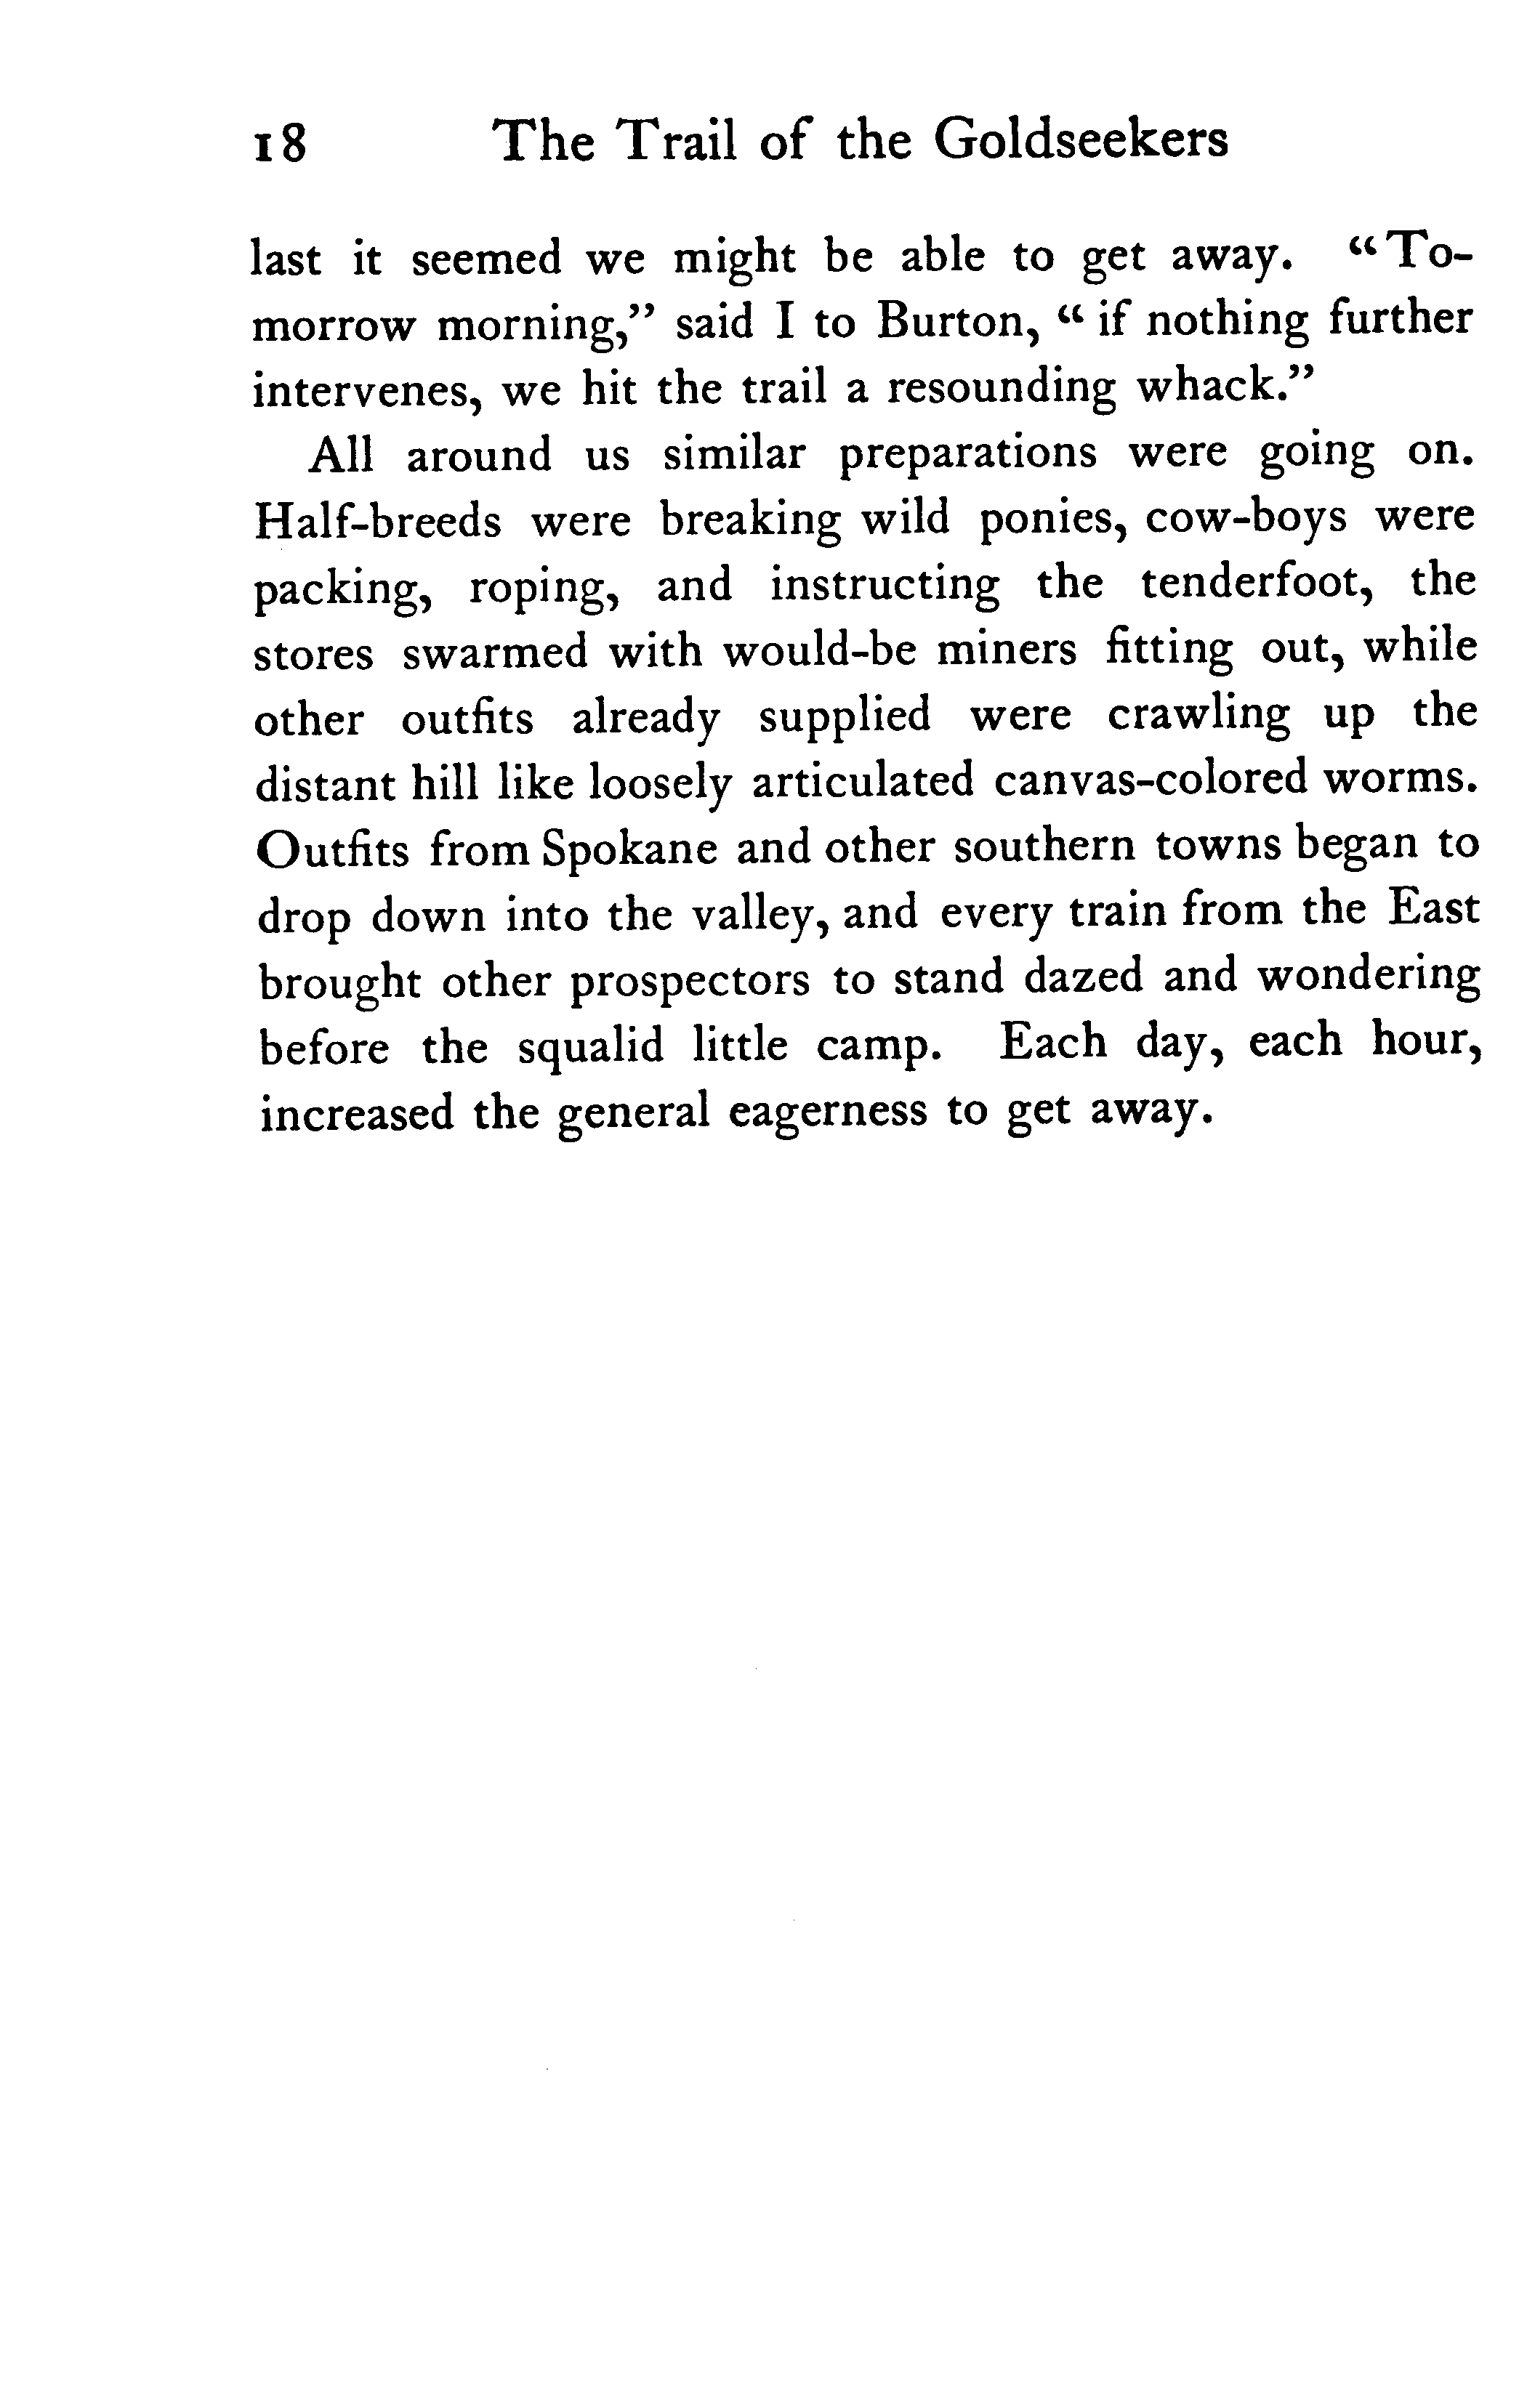 18 The Trail of the Goldseekers
last it seemed we might be able to get away. “To-
morrow morning,” said I to Burton, “ if nothing further
intervenes, we hit the trail a resounding whack.”
All around us similar preparations were going on.
Half-breeds were breaking wild ponies, cow-boys were
packing, roping, and instructing the tenderfoot, the
stores swarmed with would-be miners fitting out, while
other outfits already supplied were crawling up the
distant hill like loosely articulated canvas-colored worms.
Outfits from Spokane and other southern towns began to
drop down into the valley, and every train from the East
brought other prospectors to stand dazed and wondering
before the squalid little camp. Each day, each hour,
increased the general eagerness to get away.